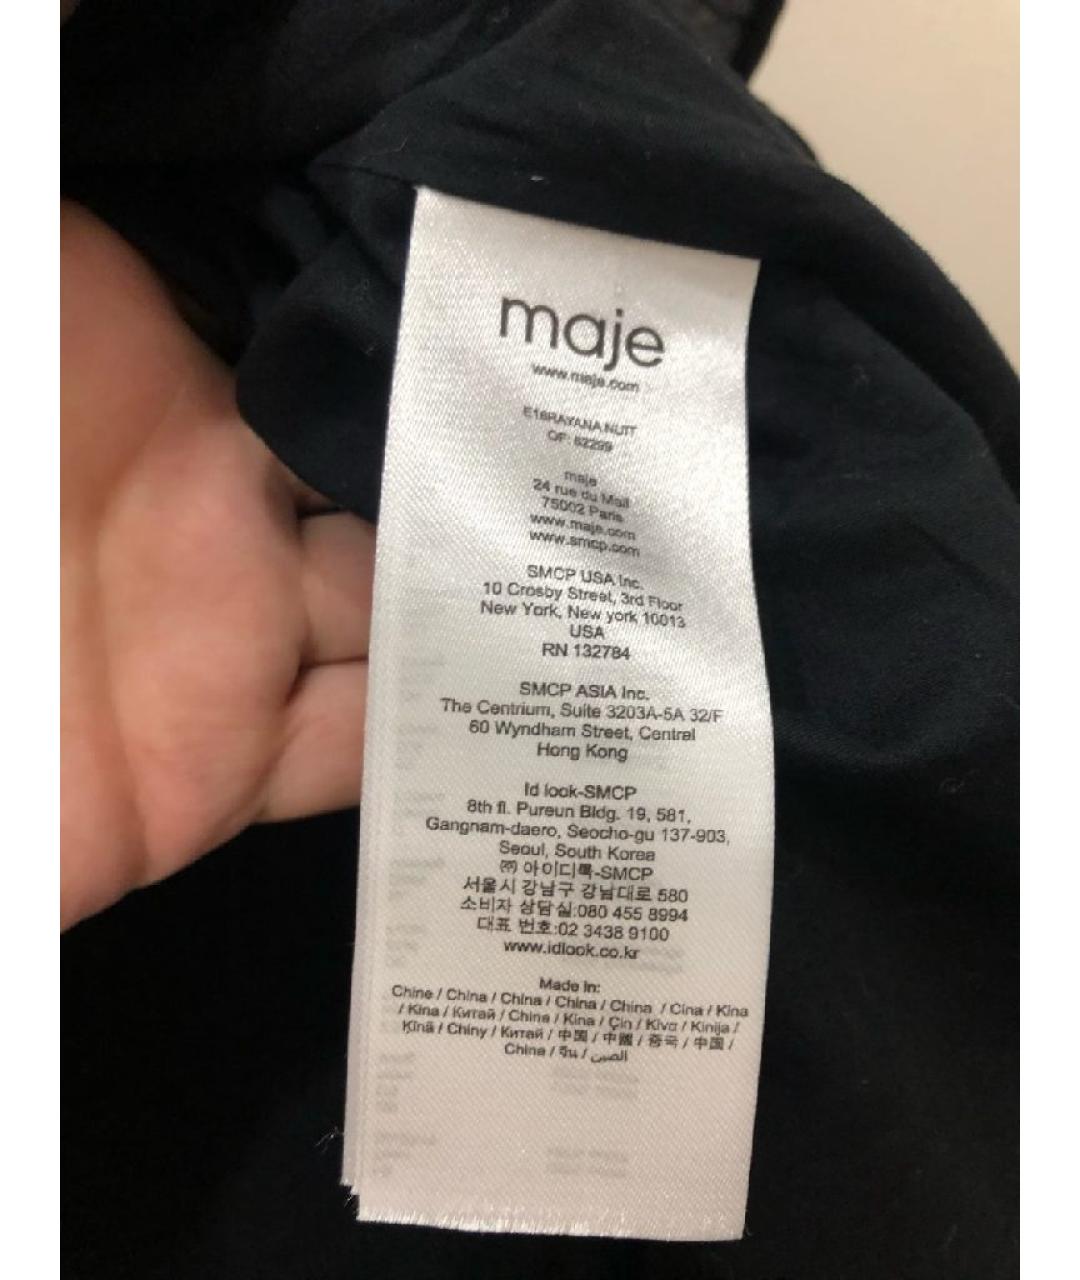 maje
www.maje.com
E16RAYANA NUIT
OF: 62299
maje
24 rue du Mail
75002 Paris
www.maje.com
www.smcp.com
SMCP USA Inc.
10 Crosby Street, 3rd Floor
New York, New york 10013
USA
RN 132784
SMCP ASIA Inc.
The Centrium, Suite 3203A-5A 32/F
60 Wyndham Street, Central
Hong Kong
Id look-SMCP
8th fl. Pureun Bldg. 19, 581,
Gangnam-daero, Seocho-gu 137-903,
Seoul, South Korea
㈜ 아이디룩-SMCP
서울시 강남구 강남대로 580
소비자 상담실:080 455 8994
대표 번호:02 3438 9100
www.idlook.co.kr
Made in:
Chine / China / China / China / China / Cina / Kina
/ Kina / Китай / China / Kina / Çin / Κίνα / Kinija /
Ķīnā / Chiny / Китай / 中国 / 中國 / 중국 / 中国 /
China / จีน / الصين